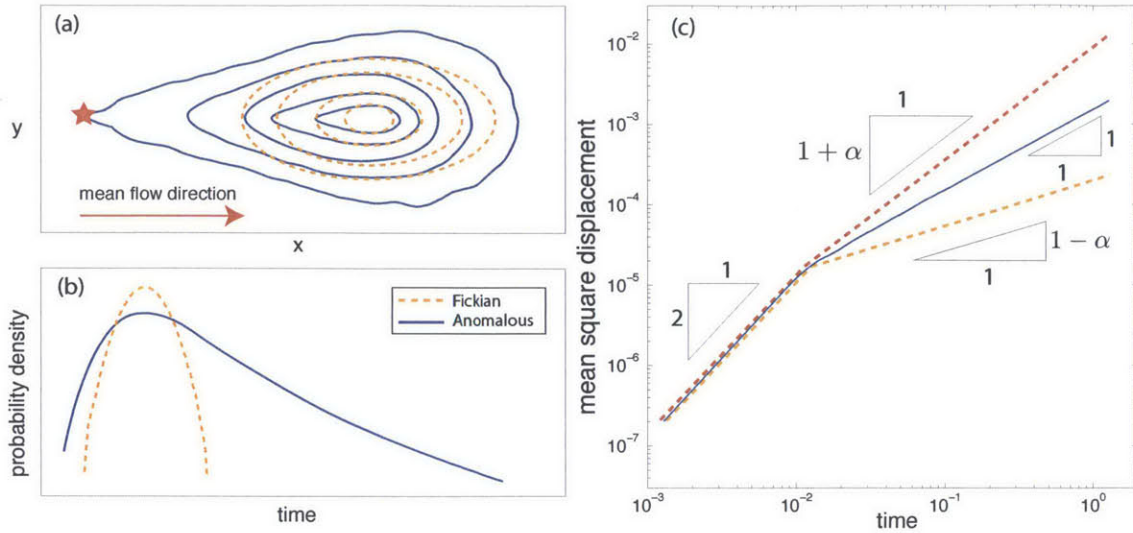 (a)
y
mean flow direction
x
(b)
Fickian
Anomalous
probability density
time
(c)
mean square displacement
10⁻²
10⁻³
10⁻⁴
10⁻⁵
10⁻⁶
10⁻⁷
1
1 + α
1
1
1
1 − α
1
2
10⁻³
10⁻²
10⁻¹
10⁰
time